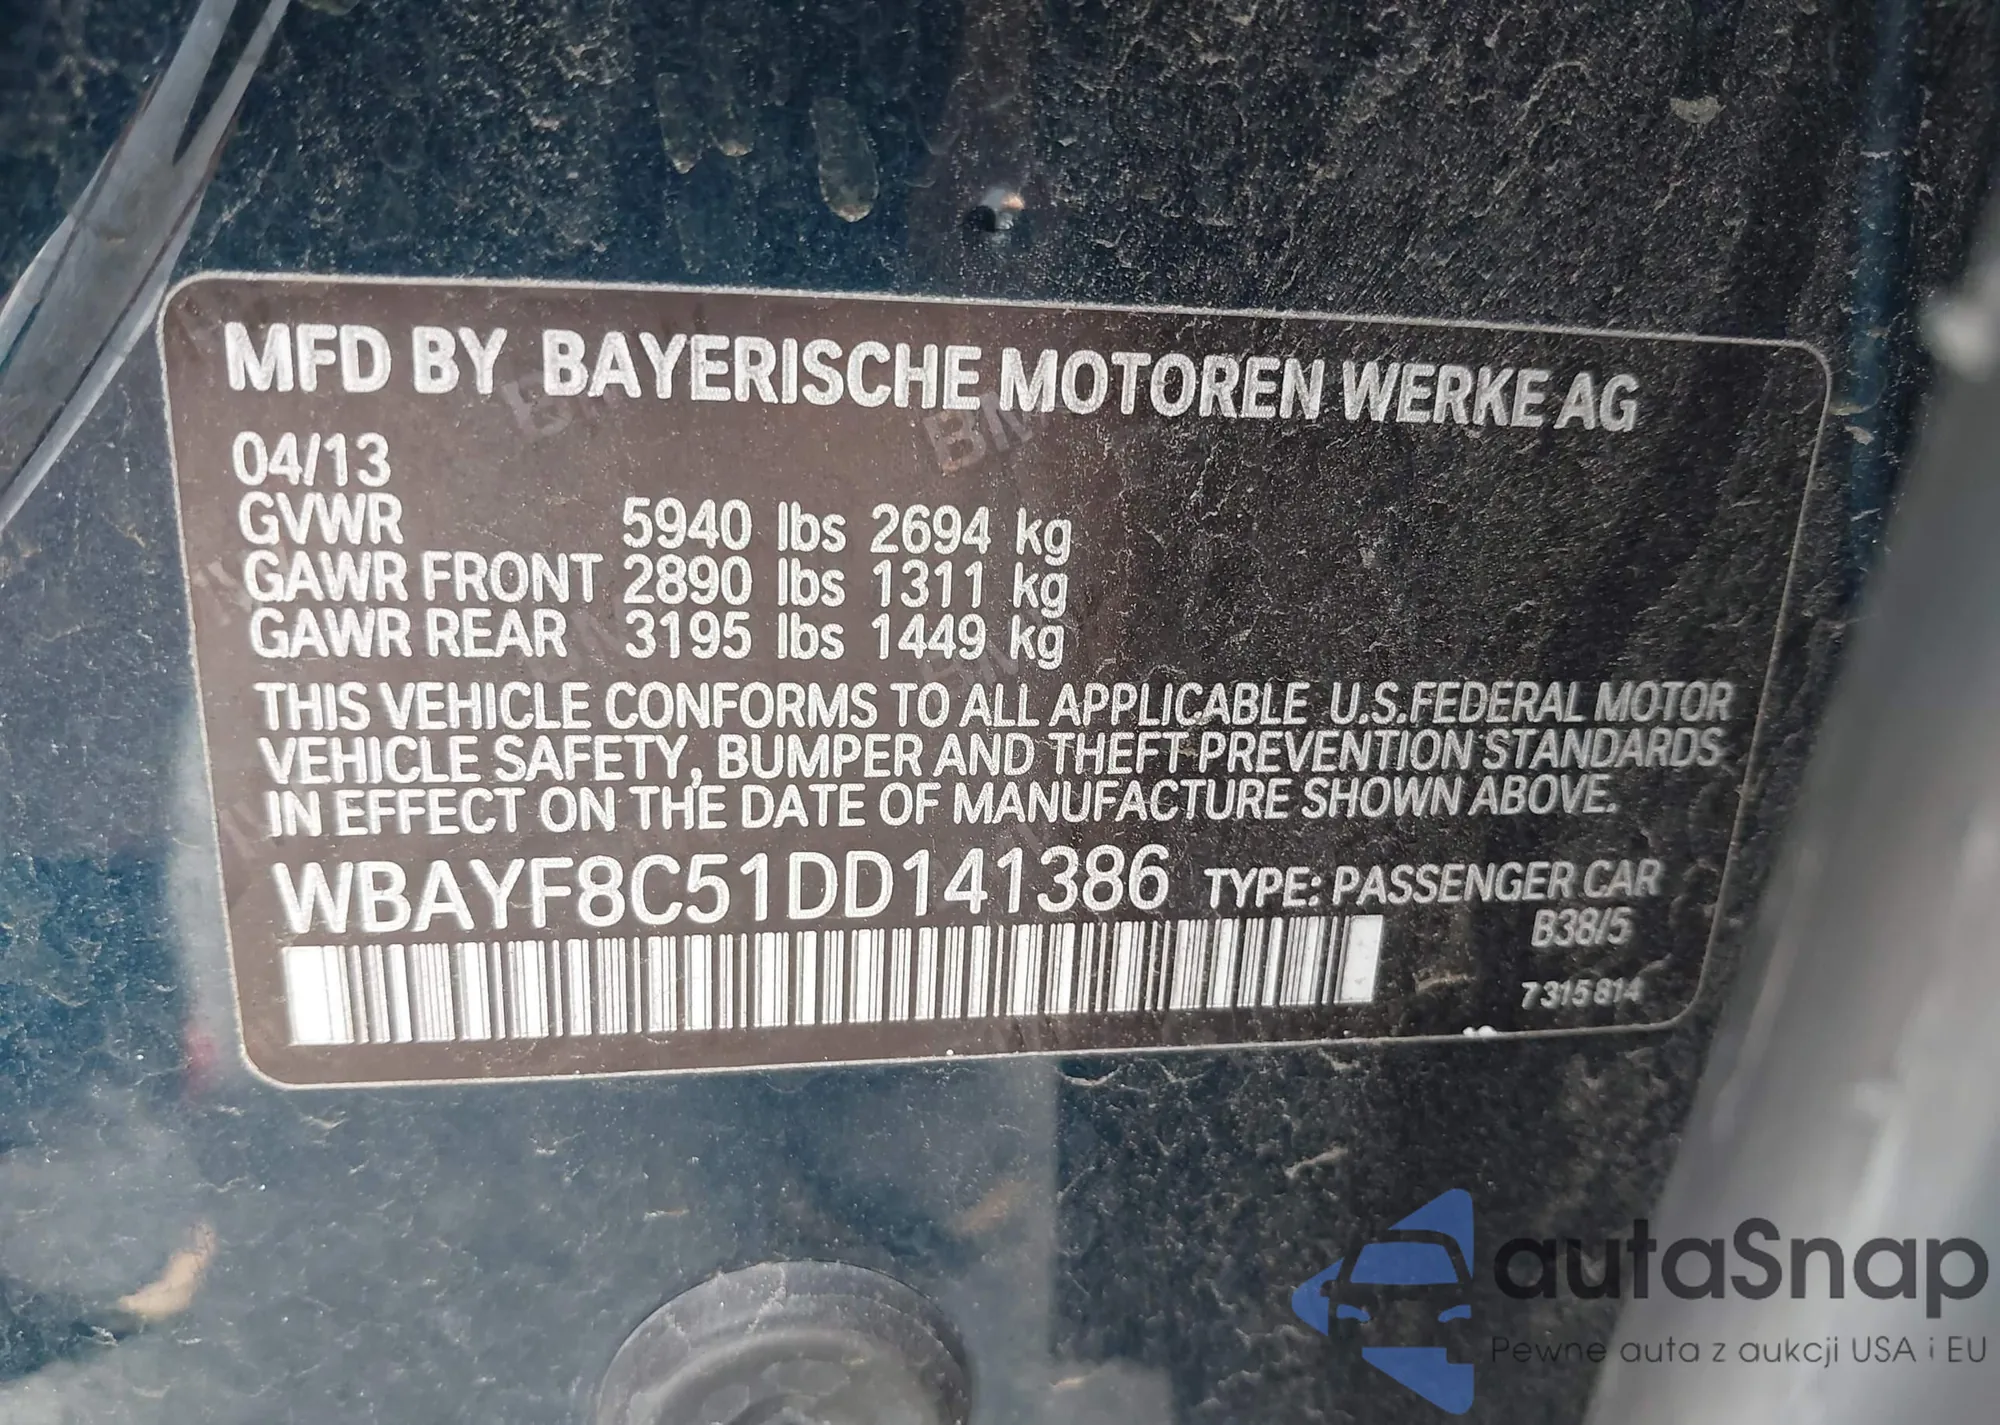 MFD BY BAYERISCHE MOTOREN WERKE AG
04/13
GVWR 5940 lbs 2694 kg
GAWR FRONT 2890 lbs 1311 kg
GAWR REAR 3195 lbs 1449 kg
THIS VEHICLE CONFORMS TO ALL APPLICABLE U.S.FEDERAL MOTOR
VEHICLE SAFETY, BUMPER AND THEFT PREVENTION STANDARDS
IN EFFECT ON THE DATE OF MANUFACTURE SHOWN ABOVE.
WBAYF8C51DD141386 TYPE: PASSENGER CAR
B38/5
7 315 814
autaSnap
Pewne auta z aukcji USA i EU